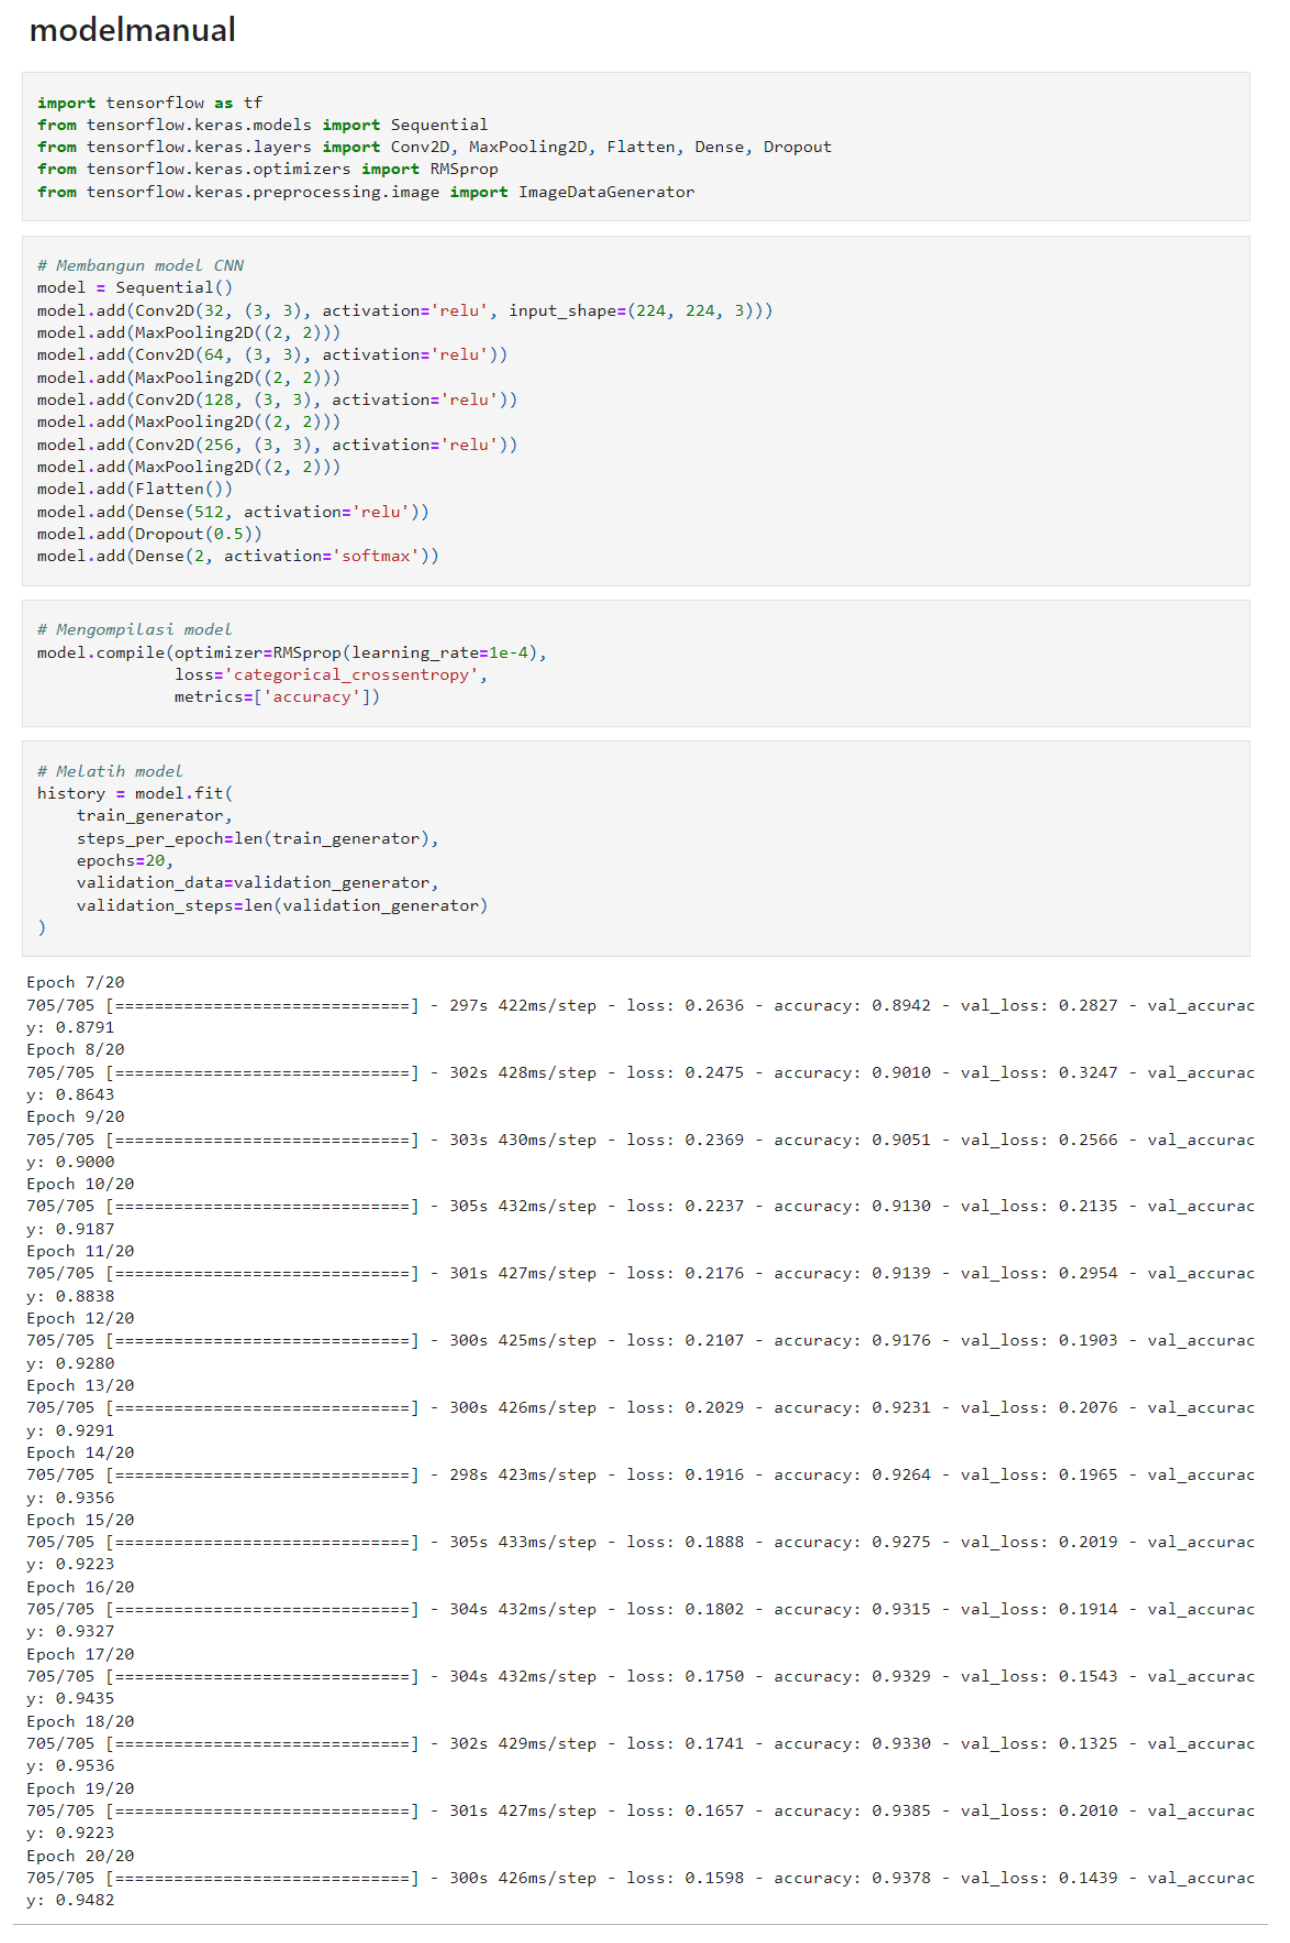 modelmanual
import tensorflow as tf
from tensorflow.keras.models import Sequential
from tensorflow.keras.layers import Conv2D, MaxPooling2D, Flatten, Dense, Dropout
from tensorflow.keras.optimizers import RMSprop
from tensorflow.keras.preprocessing.image import ImageDataGenerator
# Membangun model CNN
model = Sequential()
model.add(Conv2D(32, (3, 3), activation='relu', input_shape=(224, 224, 3)))
model.add(MaxPooling2D((2, 2)))
model.add(Conv2D(64, (3, 3), activation='relu'))
model.add(MaxPooling2D((2, 2)))
model.add(Conv2D(128, (3, 3), activation='relu'))
model.add(MaxPooling2D((2, 2)))
model.add(Conv2D(256, (3, 3), activation='relu'))
model.add(MaxPooling2D((2, 2)))
model.add(Flatten())
model.add(Dense(512, activation='relu'))
model.add(Dropout(0.5))
model.add(Dense(2, activation='softmax'))
# Mengompilasi model
model.compile(optimizer=RMSprop(learning_rate=1e-4),
              loss='categorical_crossentropy',
              metrics=['accuracy'])
# Melatih model
history = model.fit(
    train_generator,
    steps_per_epoch=len(train_generator),
    epochs=20,
    validation_data=validation_generator,
    validation_steps=len(validation_generator)
)
Epoch 7/20
705/705 [==============================] - 297s 422ms/step - loss: 0.2636 - accuracy: 0.8942 - val_loss: 0.2827 - val_accurac
y: 0.8791
Epoch 8/20
705/705 [==============================] - 302s 428ms/step - loss: 0.2475 - accuracy: 0.9010 - val_loss: 0.3247 - val_accurac
y: 0.8643
Epoch 9/20
705/705 [==============================] - 303s 430ms/step - loss: 0.2369 - accuracy: 0.9051 - val_loss: 0.2566 - val_accurac
y: 0.9000
Epoch 10/20
705/705 [==============================] - 305s 432ms/step - loss: 0.2237 - accuracy: 0.9130 - val_loss: 0.2135 - val_accurac
y: 0.9187
Epoch 11/20
705/705 [==============================] - 301s 427ms/step - loss: 0.2176 - accuracy: 0.9139 - val_loss: 0.2954 - val_accurac
y: 0.8838
Epoch 12/20
705/705 [==============================] - 300s 425ms/step - loss: 0.2107 - accuracy: 0.9176 - val_loss: 0.1903 - val_accurac
y: 0.9280
Epoch 13/20
705/705 [==============================] - 300s 426ms/step - loss: 0.2029 - accuracy: 0.9231 - val_loss: 0.2076 - val_accurac
y: 0.9291
Epoch 14/20
705/705 [==============================] - 298s 423ms/step - loss: 0.1916 - accuracy: 0.9264 - val_loss: 0.1965 - val_accurac
y: 0.9356
Epoch 15/20
705/705 [==============================] - 305s 433ms/step - loss: 0.1888 - accuracy: 0.9275 - val_loss: 0.2019 - val_accurac
y: 0.9223
Epoch 16/20
705/705 [==============================] - 304s 432ms/step - loss: 0.1802 - accuracy: 0.9315 - val_loss: 0.1914 - val_accurac
y: 0.9327
Epoch 17/20
705/705 [==============================] - 304s 432ms/step - loss: 0.1750 - accuracy: 0.9329 - val_loss: 0.1543 - val_accurac
y: 0.9435
Epoch 18/20
705/705 [==============================] - 302s 429ms/step - loss: 0.1741 - accuracy: 0.9330 - val_loss: 0.1325 - val_accurac
y: 0.9536
Epoch 19/20
705/705 [==============================] - 301s 427ms/step - loss: 0.1657 - accuracy: 0.9385 - val_loss: 0.2010 - val_accurac
y: 0.9223
Epoch 20/20
705/705 [==============================] - 300s 426ms/step - loss: 0.1598 - accuracy: 0.9378 - val_loss: 0.1439 - val_accurac
y: 0.9482